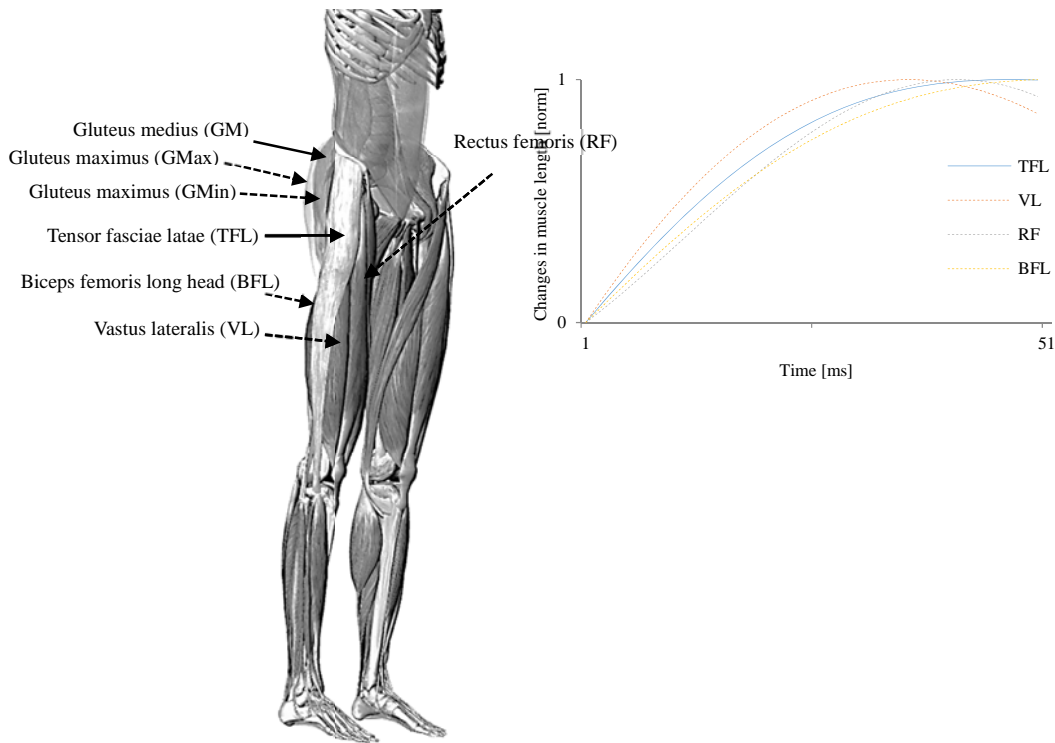 Gluteus medius (GM)
Gluteus maximus (GMax)
Gluteus maximus (GMin)
Tensor fasciae latae (TFL)
Biceps femoris long head (BFL)
Vastus lateralis (VL)
Rectus femoris (RF)
Changes in muscle length [norm]
1
0
1
51
Time [ms]
TFL
VL
RF
BFL